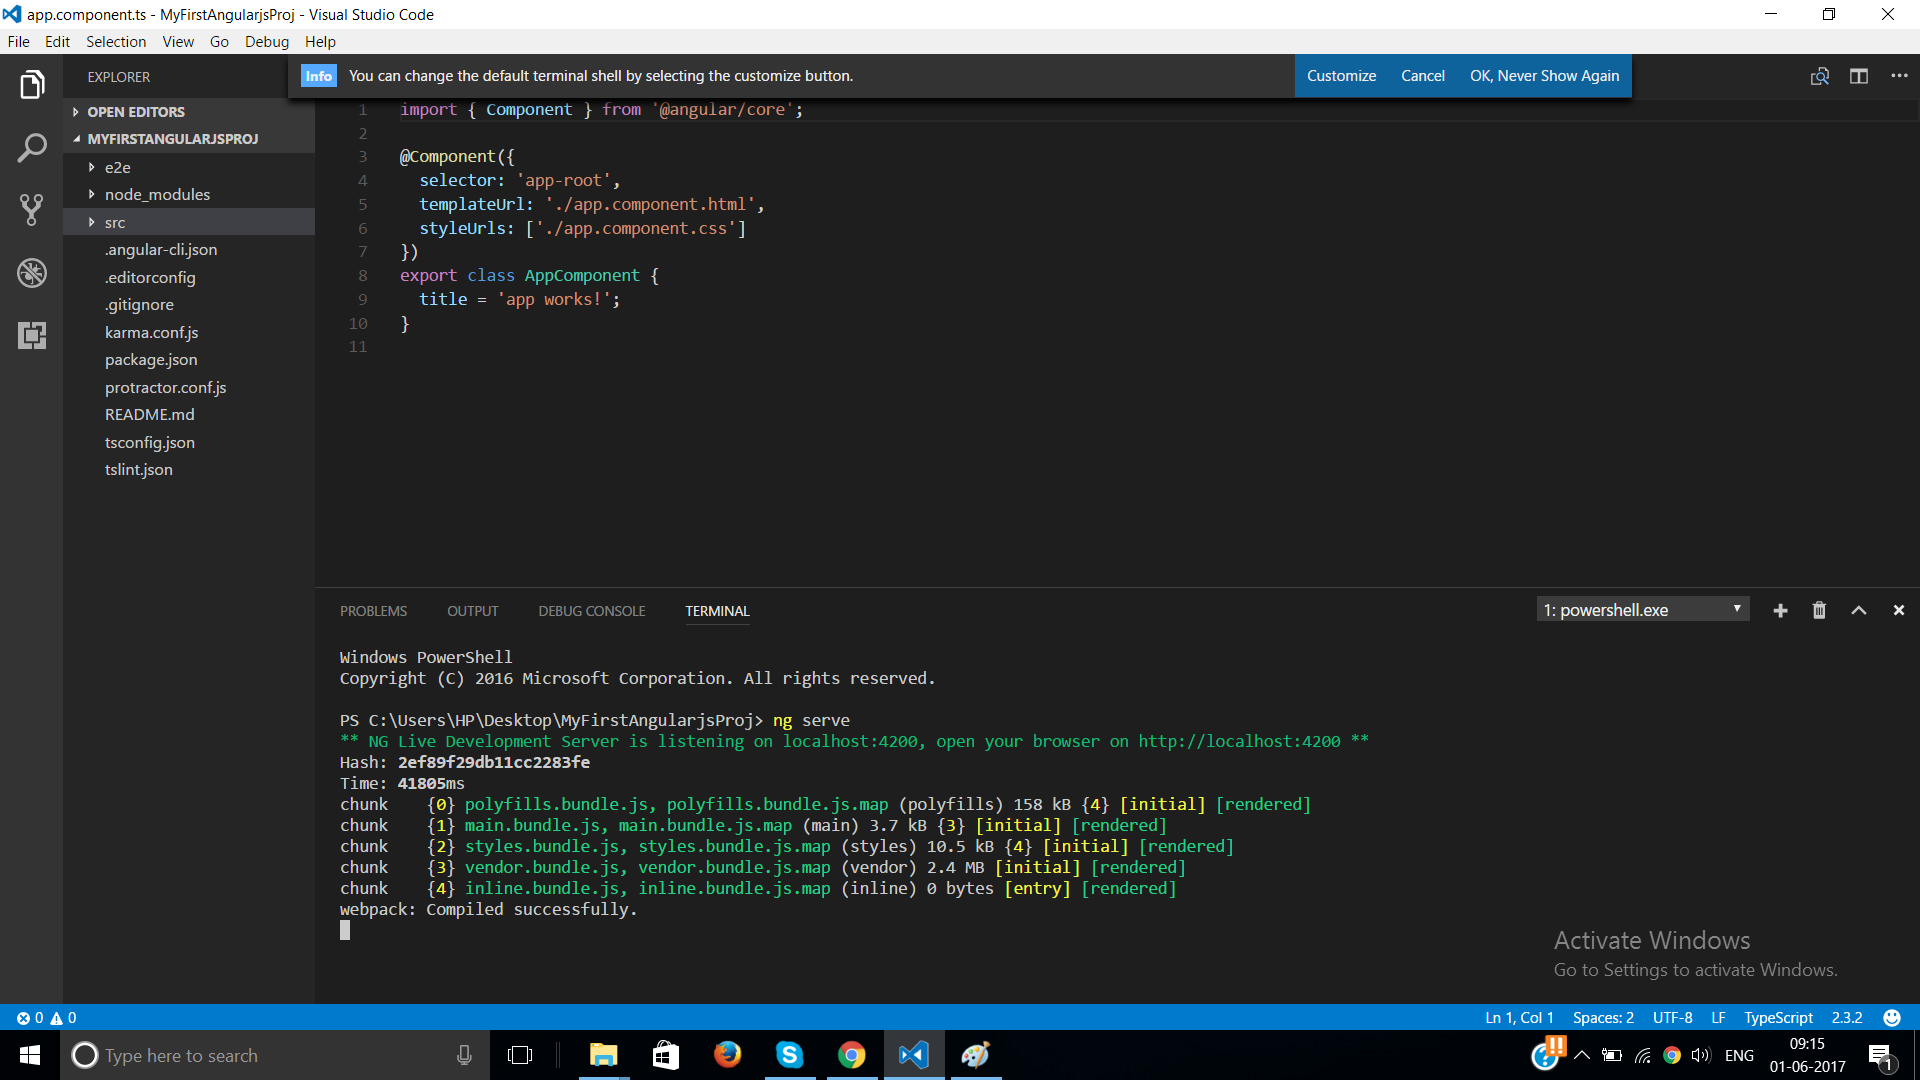 app.component.ts - MyFirstAngularjsProj - Visual Studio Code
File Edit Selection View Go Debug Help
EXPLORER
Info You can change the default terminal shell by selecting the customize button. Customize Cancel OK, Never Show Again
OPEN EDITORS
MYFIRSTANGULARJSPROJ
e2e
node_modules
src
.angular-cli.json
.editorconfig
.gitignore
karma.conf.js
package.json
protractor.conf.js
README.md
tsconfig.json
tslint.json
1 import { Component } from '@angular/core';
2
3 @Component({
4 selector: 'app-root',
5 templateUrl: './app.component.html',
6 styleUrls: ['./app.component.css']
7 })
8 export class AppComponent {
9 title = 'app works!';
10 }
11
PROBLEMS OUTPUT DEBUG CONSOLE TERMINAL 1: powershell.exe
Windows PowerShell
Copyright (C) 2016 Microsoft Corporation. All rights reserved.
PS C:\Users\HP\Desktop\MyFirstAngularjsProj> ng serve
** NG Live Development Server is listening on localhost:4200, open your browser on http://localhost:4200 **
Hash: 2ef89f29db11cc2283fe
Time: 41805ms
chunk {0} polyfills.bundle.js, polyfills.bundle.js.map (polyfills) 158 kB {4} [initial] [rendered]
chunk {1} main.bundle.js, main.bundle.js.map (main) 3.7 kB {3} [initial] [rendered]
chunk {2} styles.bundle.js, styles.bundle.js.map (styles) 10.5 kB {4} [initial] [rendered]
chunk {3} vendor.bundle.js, vendor.bundle.js.map (vendor) 2.4 MB [initial] [rendered]
chunk {4} inline.bundle.js, inline.bundle.js.map (inline) 0 bytes [entry] [rendered]
webpack: Compiled successfully.
Activate Windows
Go to Settings to activate Windows.
0 0 Ln 1, Col 1 Spaces: 2 UTF-8 LF TypeScript 2.3.2
Type here to search
ENG
09:15
01-06-2017
1